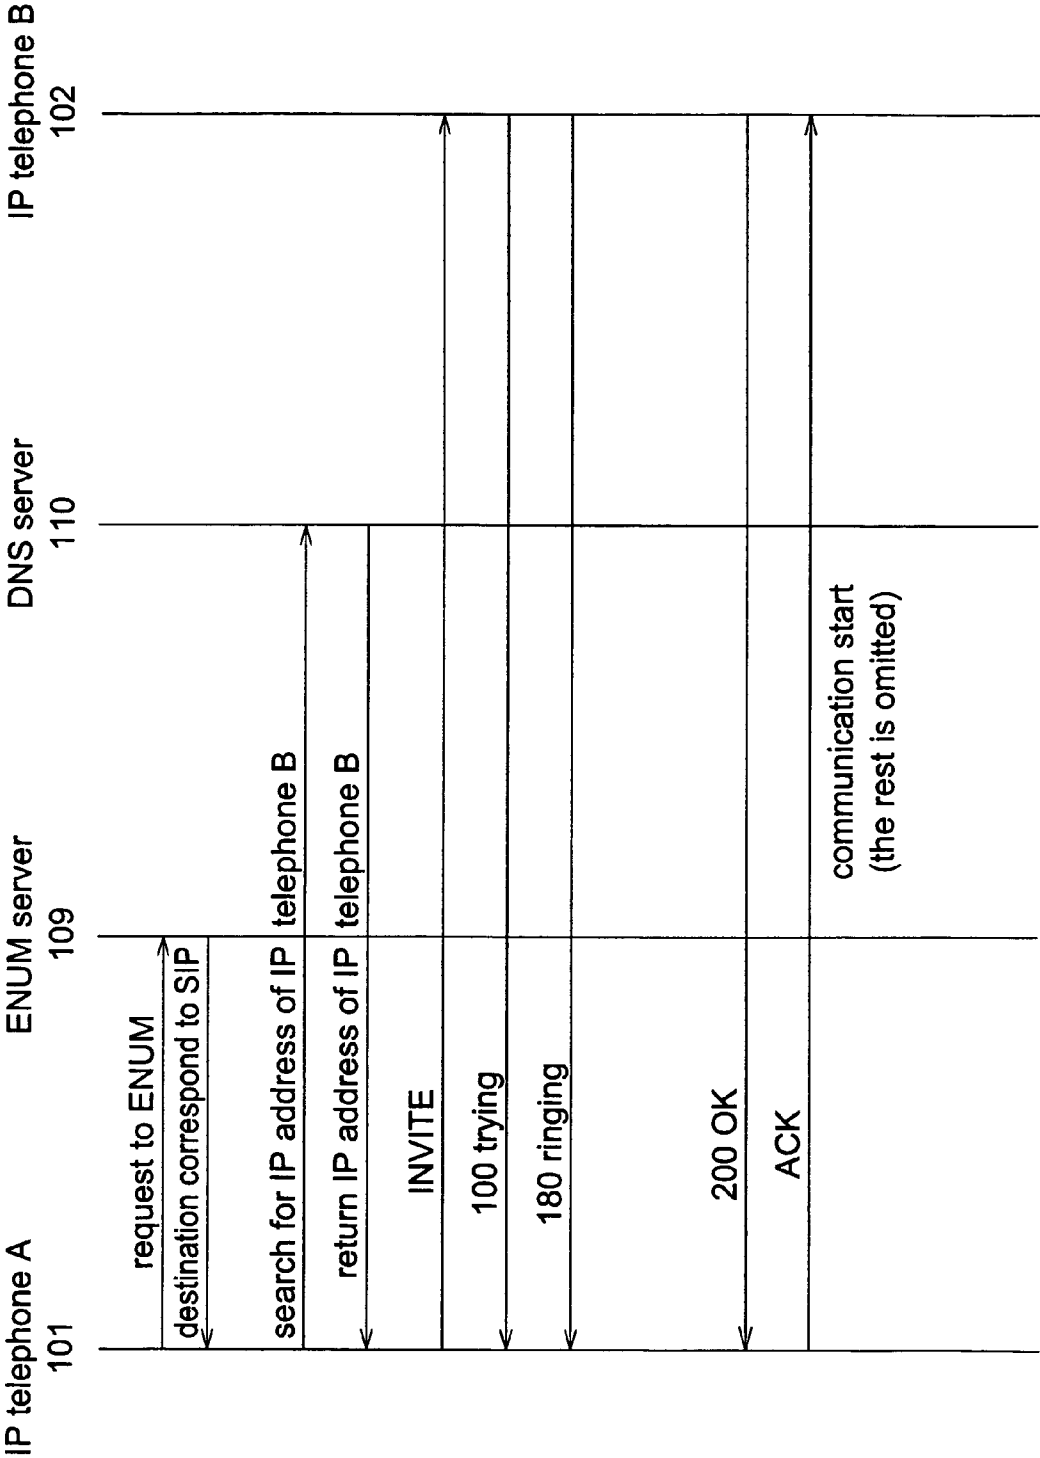 IP telephone A
101
ENUM server
109
DNS server
110
IP telephone B
102
request to ENUM
destination correspond to SIP
search for IP address of IP telephone B
return IP address of IP telephone B
INVITE
100 trying
180 ringing
200 OK
ACK
communication start
(the rest is omitted)